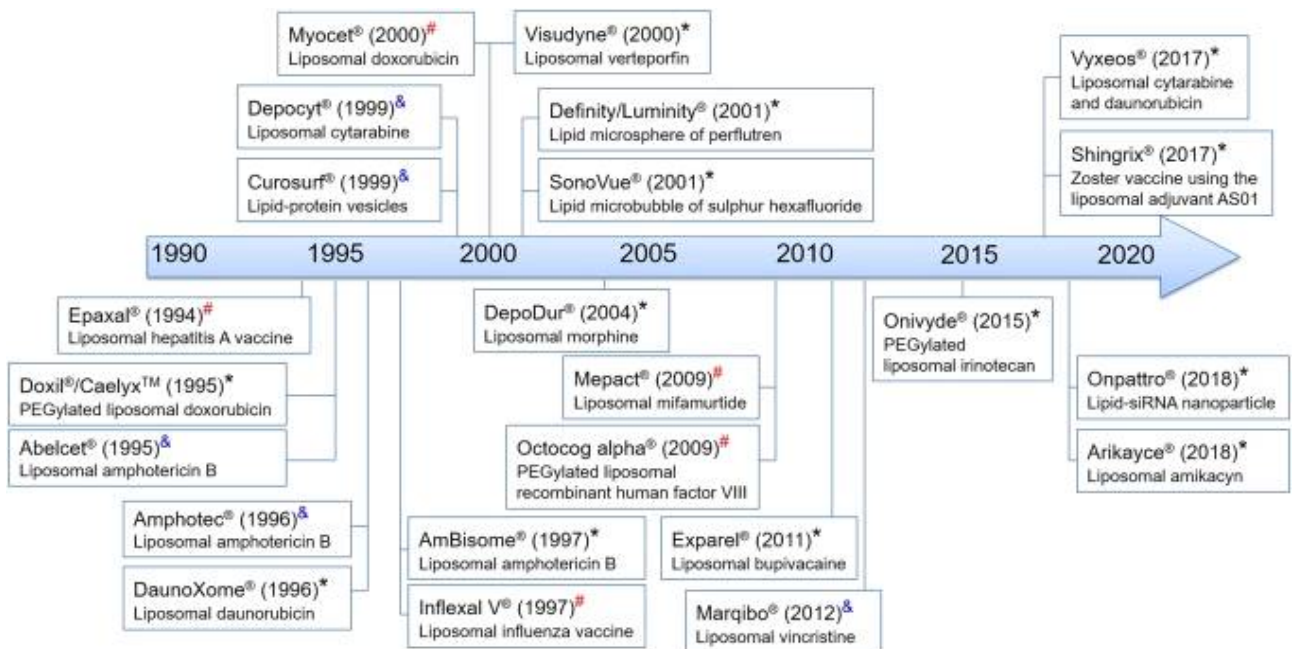 Myocet® (2000)#
Liposomal doxorubicin
Visudyne® (2000)*
Liposomal verteporfin
Vyxeos® (2017)*
Liposomal cytarabine
and daunorubicin
Depocyt® (1999)&
Liposomal cytarabine
Definity/Luminity® (2001)*
Lipid microsphere of perflutren
Shingrix® (2017)*
Zoster vaccine using the
liposomal adjuvant AS01
Curosurf® (1999)&
Lipid-protein vesicles
SonoVue® (2001)*
Lipid microbubble of sulphur hexafluoride
1990 1995 2000 2005 2010 2015 2020
Epaxal® (1994)#
Liposomal hepatitis A vaccine
DepoDur® (2004)*
Liposomal morphine
Onivyde® (2015)*
PEGylated
liposomal irinotecan
Doxil®/Caelyx™ (1995)*
PEGylated liposomal doxorubicin
Mepact® (2009)#
Liposomal mifamurtide
Onpattro® (2018)*
Lipid-siRNA nanoparticle
Abelcet® (1995)&
Liposomal amphotericin B
Octocog alpha® (2009)#
PEGylated liposomal
recombinant human factor VIII
Arikayce® (2018)*
Liposomal amikacyn
Amphotec® (1996)&
Liposomal amphotericin B
AmBisome® (1997)*
Liposomal amphotericin B
Exparel® (2011)*
Liposomal bupivacaine
DaunoXome® (1996)*
Liposomal daunorubicin
Inflexal V® (1997)#
Liposomal influenza vaccine
Marqibo® (2012)&
Liposomal vincristine